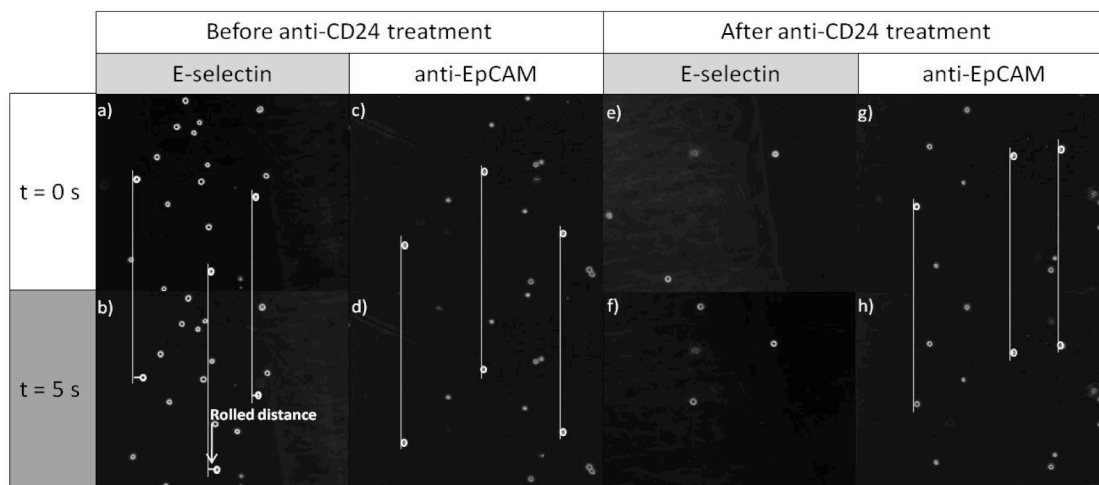 Before anti-CD24 treatment After anti-CD24 treatment
E-selectin anti-EpCAM E-selectin anti-EpCAM
t = 0 s a) c) e) g)
t = 5 s b) d) f) h)
Rolled distance